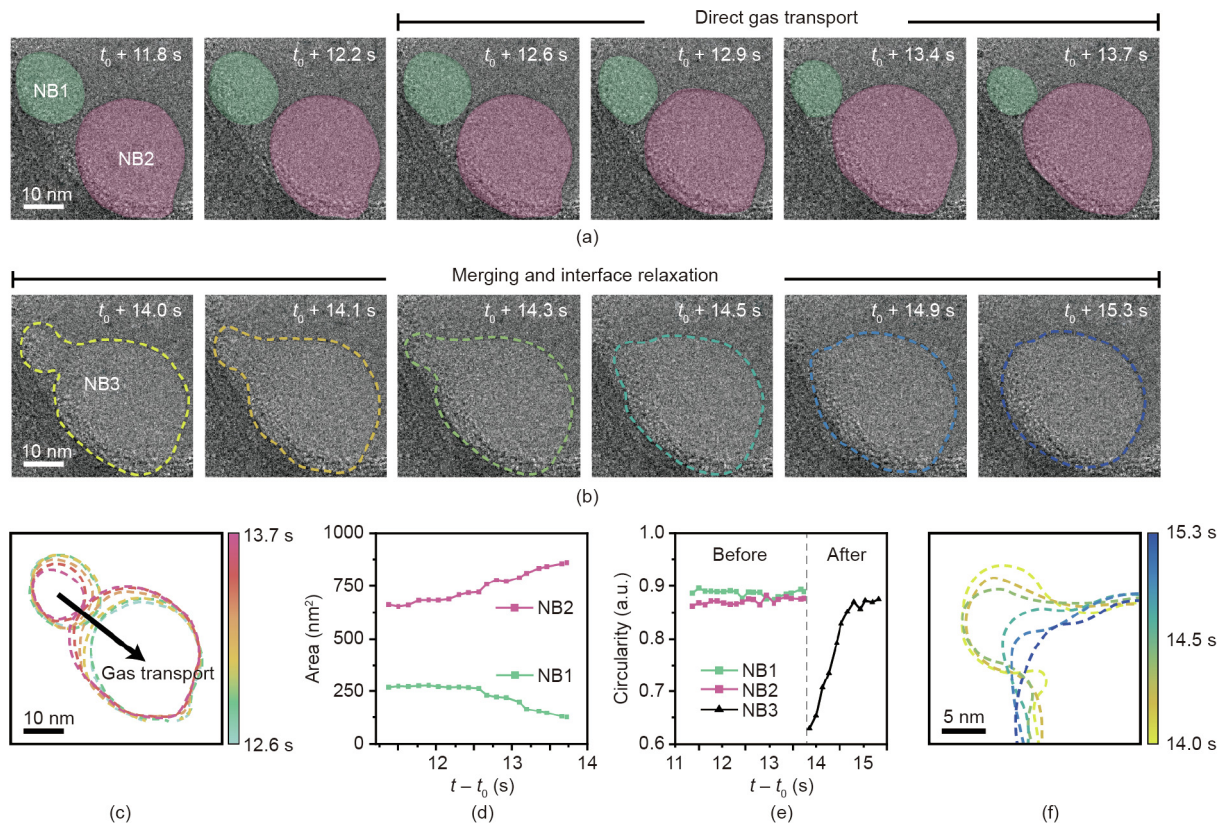 Direct gas transport
t₀ + 11.8 s
t₀ + 12.2 s
t₀ + 12.6 s
t₀ + 12.9 s
t₀ + 13.4 s
t₀ + 13.7 s
NB1
NB2
10 nm
(a)
Merging and interface relaxation
t₀ + 14.0 s
t₀ + 14.1 s
t₀ + 14.3 s
t₀ + 14.5 s
t₀ + 14.9 s
t₀ + 15.3 s
NB3
10 nm
(b)
13.7 s
Gas transport
10 nm
12.6 s
(c)
1000
750
500
250
0
Area (nm²)
NB2
NB1
12 13 14
t – t₀ (s)
(d)
1.0
0.9
0.8
0.7
0.6
Circularity (a.u.)
Before
After
NB1
NB2
NB3
11 12 13 14 15
t – t₀ (s)
(e)
15.3 s
14.5 s
5 nm
14.0 s
(f)